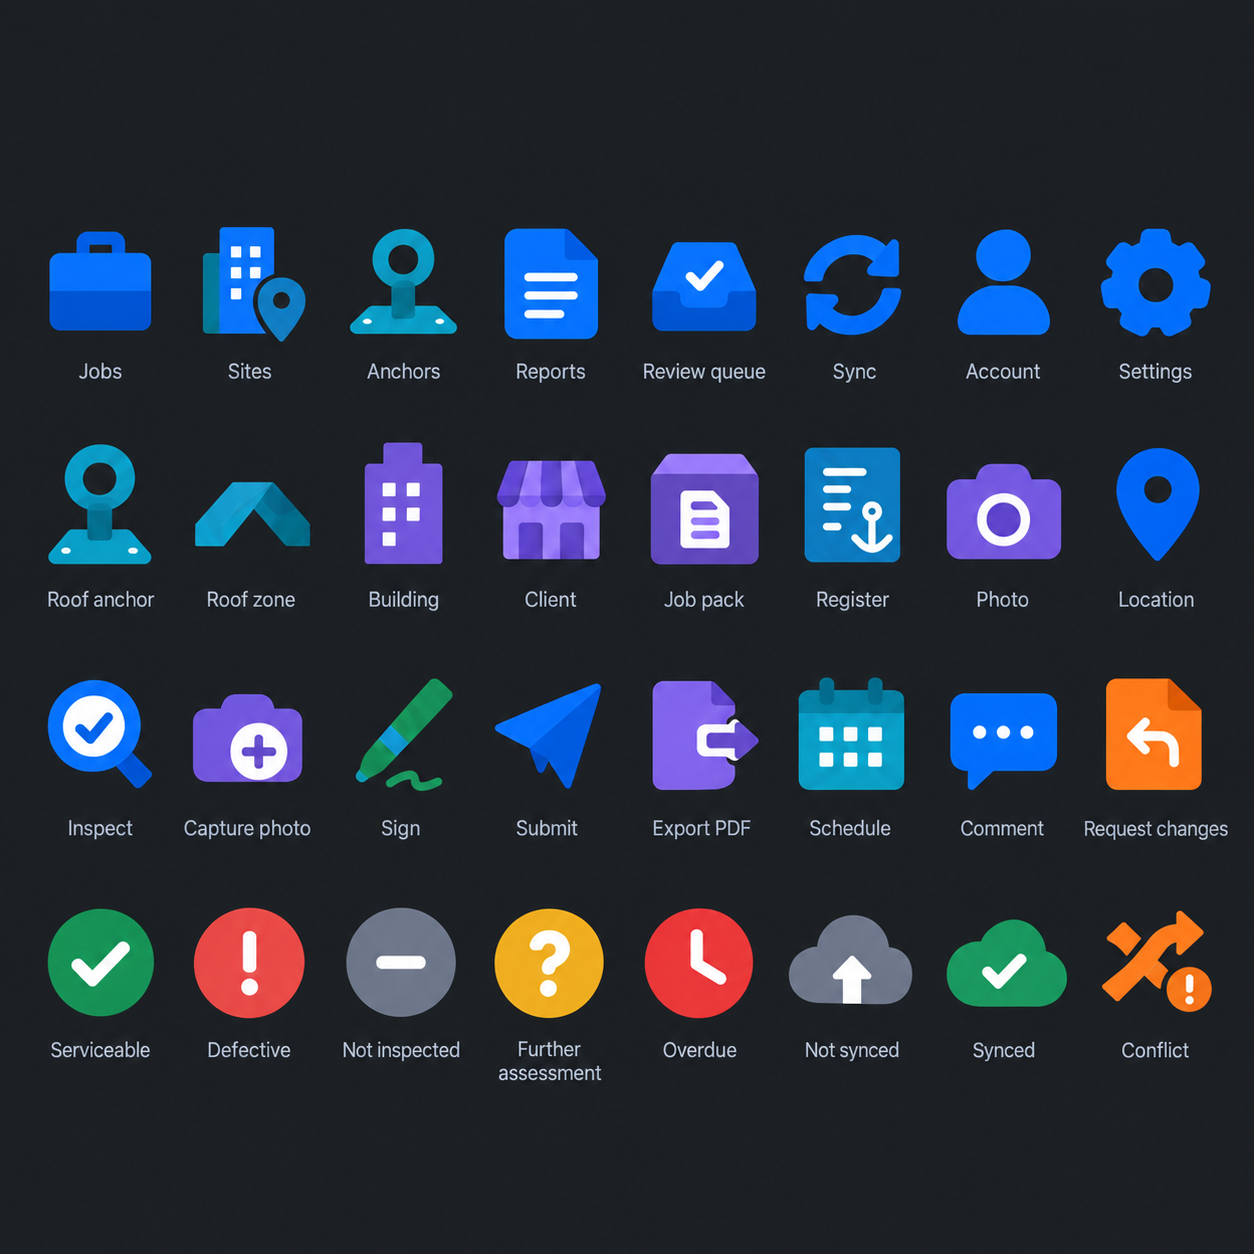 Jobs
Sites
Anchors
Reports
Review queue
Sync
Account
Settings
Roof anchor
Roof zone
Building
Client
Job pack
Register
Photo
Location
Inspect
Capture photo
Sign
Submit
Export PDF
Schedule
Comment
Request changes
Serviceable
Defective
Not inspected
Further
assessment
Overdue
Not synced
Synced
Conflict